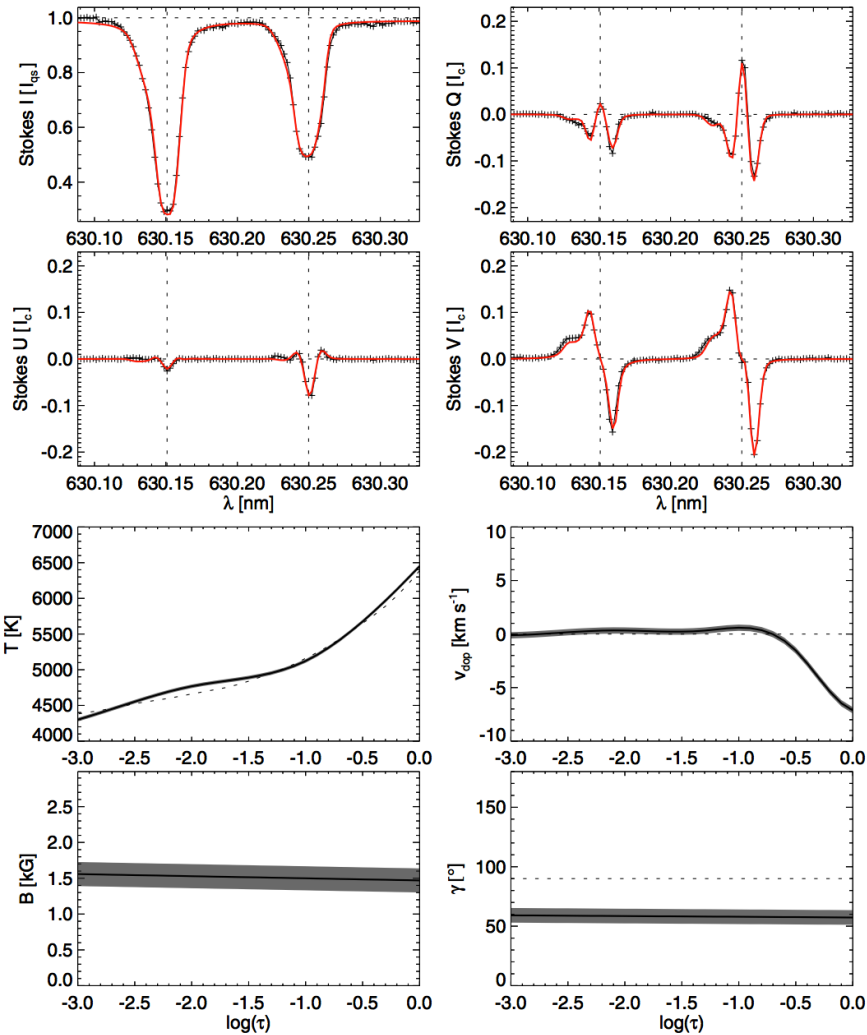 Stokes I [I_qs]
1.0
0.8
0.6
0.4
630.10 630.15 630.20 630.25 630.30
Stokes Q [I_c]
0.2
0.1
0.0
-0.1
-0.2
630.10 630.15 630.20 630.25 630.30
Stokes U [I_c]
0.2
0.1
0.0
-0.1
-0.2
630.10 630.15 630.20 630.25 630.30
λ [nm]
Stokes V [I_c]
0.2
0.1
0.0
-0.1
-0.2
630.10 630.15 630.20 630.25 630.30
λ [nm]
T [K]
7000
6500
6000
5500
5000
4500
4000
-3.0 -2.5 -2.0 -1.5 -1.0 -0.5 0.0
v_dop [km s⁻¹]
10
5
0
-5
-10
-3.0 -2.5 -2.0 -1.5 -1.0 -0.5 0.0
B [kG]
2.5
2.0
1.5
1.0
0.5
0.0
-3.0 -2.5 -2.0 -1.5 -1.0 -0.5 0.0
log(τ)
γ [°]
150
100
50
0
-3.0 -2.5 -2.0 -1.5 -1.0 -0.5 0.0
log(τ)